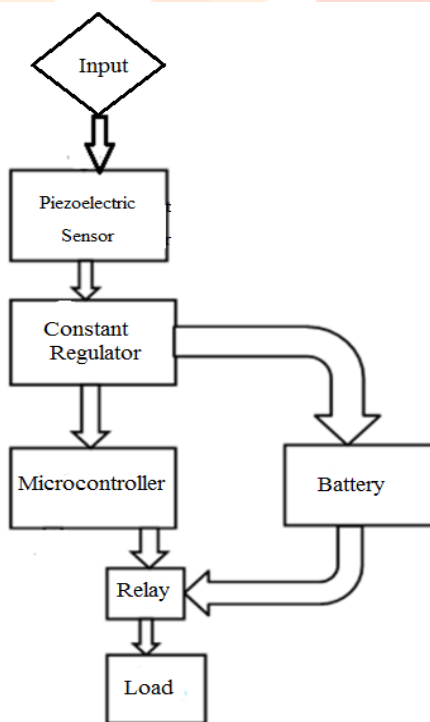 Input
Piezoelectric
Sensor
Constant
Regulator
Microcontroller
Battery
Relay
Load